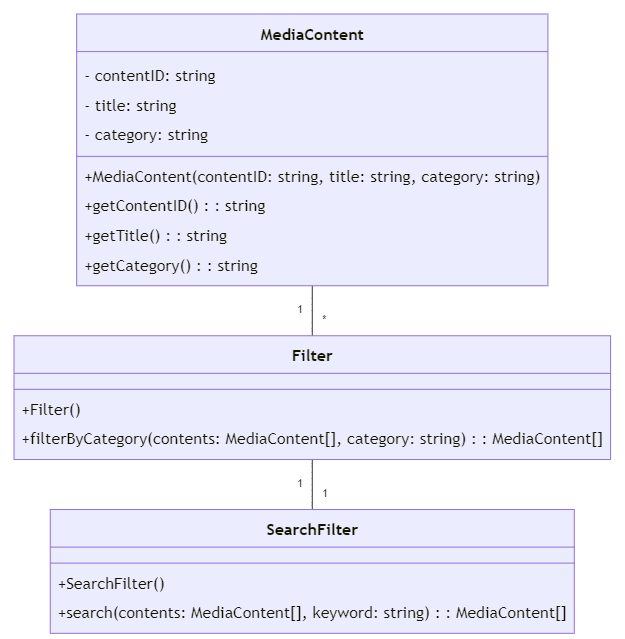 MediaContent
- contentID: string
- title: string
- category: string
+MediaContent(contentID: string, title: string, category: string)
+getContentID() : : string
+getTitle() : : string
+getCategory() : : string
1
*
Filter
+Filter()
+filterByCategory(contents: MediaContent[], category: string) : : MediaContent[]
1
1
SearchFilter
+SearchFilter()
+search(contents: MediaContent[], keyword: string) : : MediaContent[]